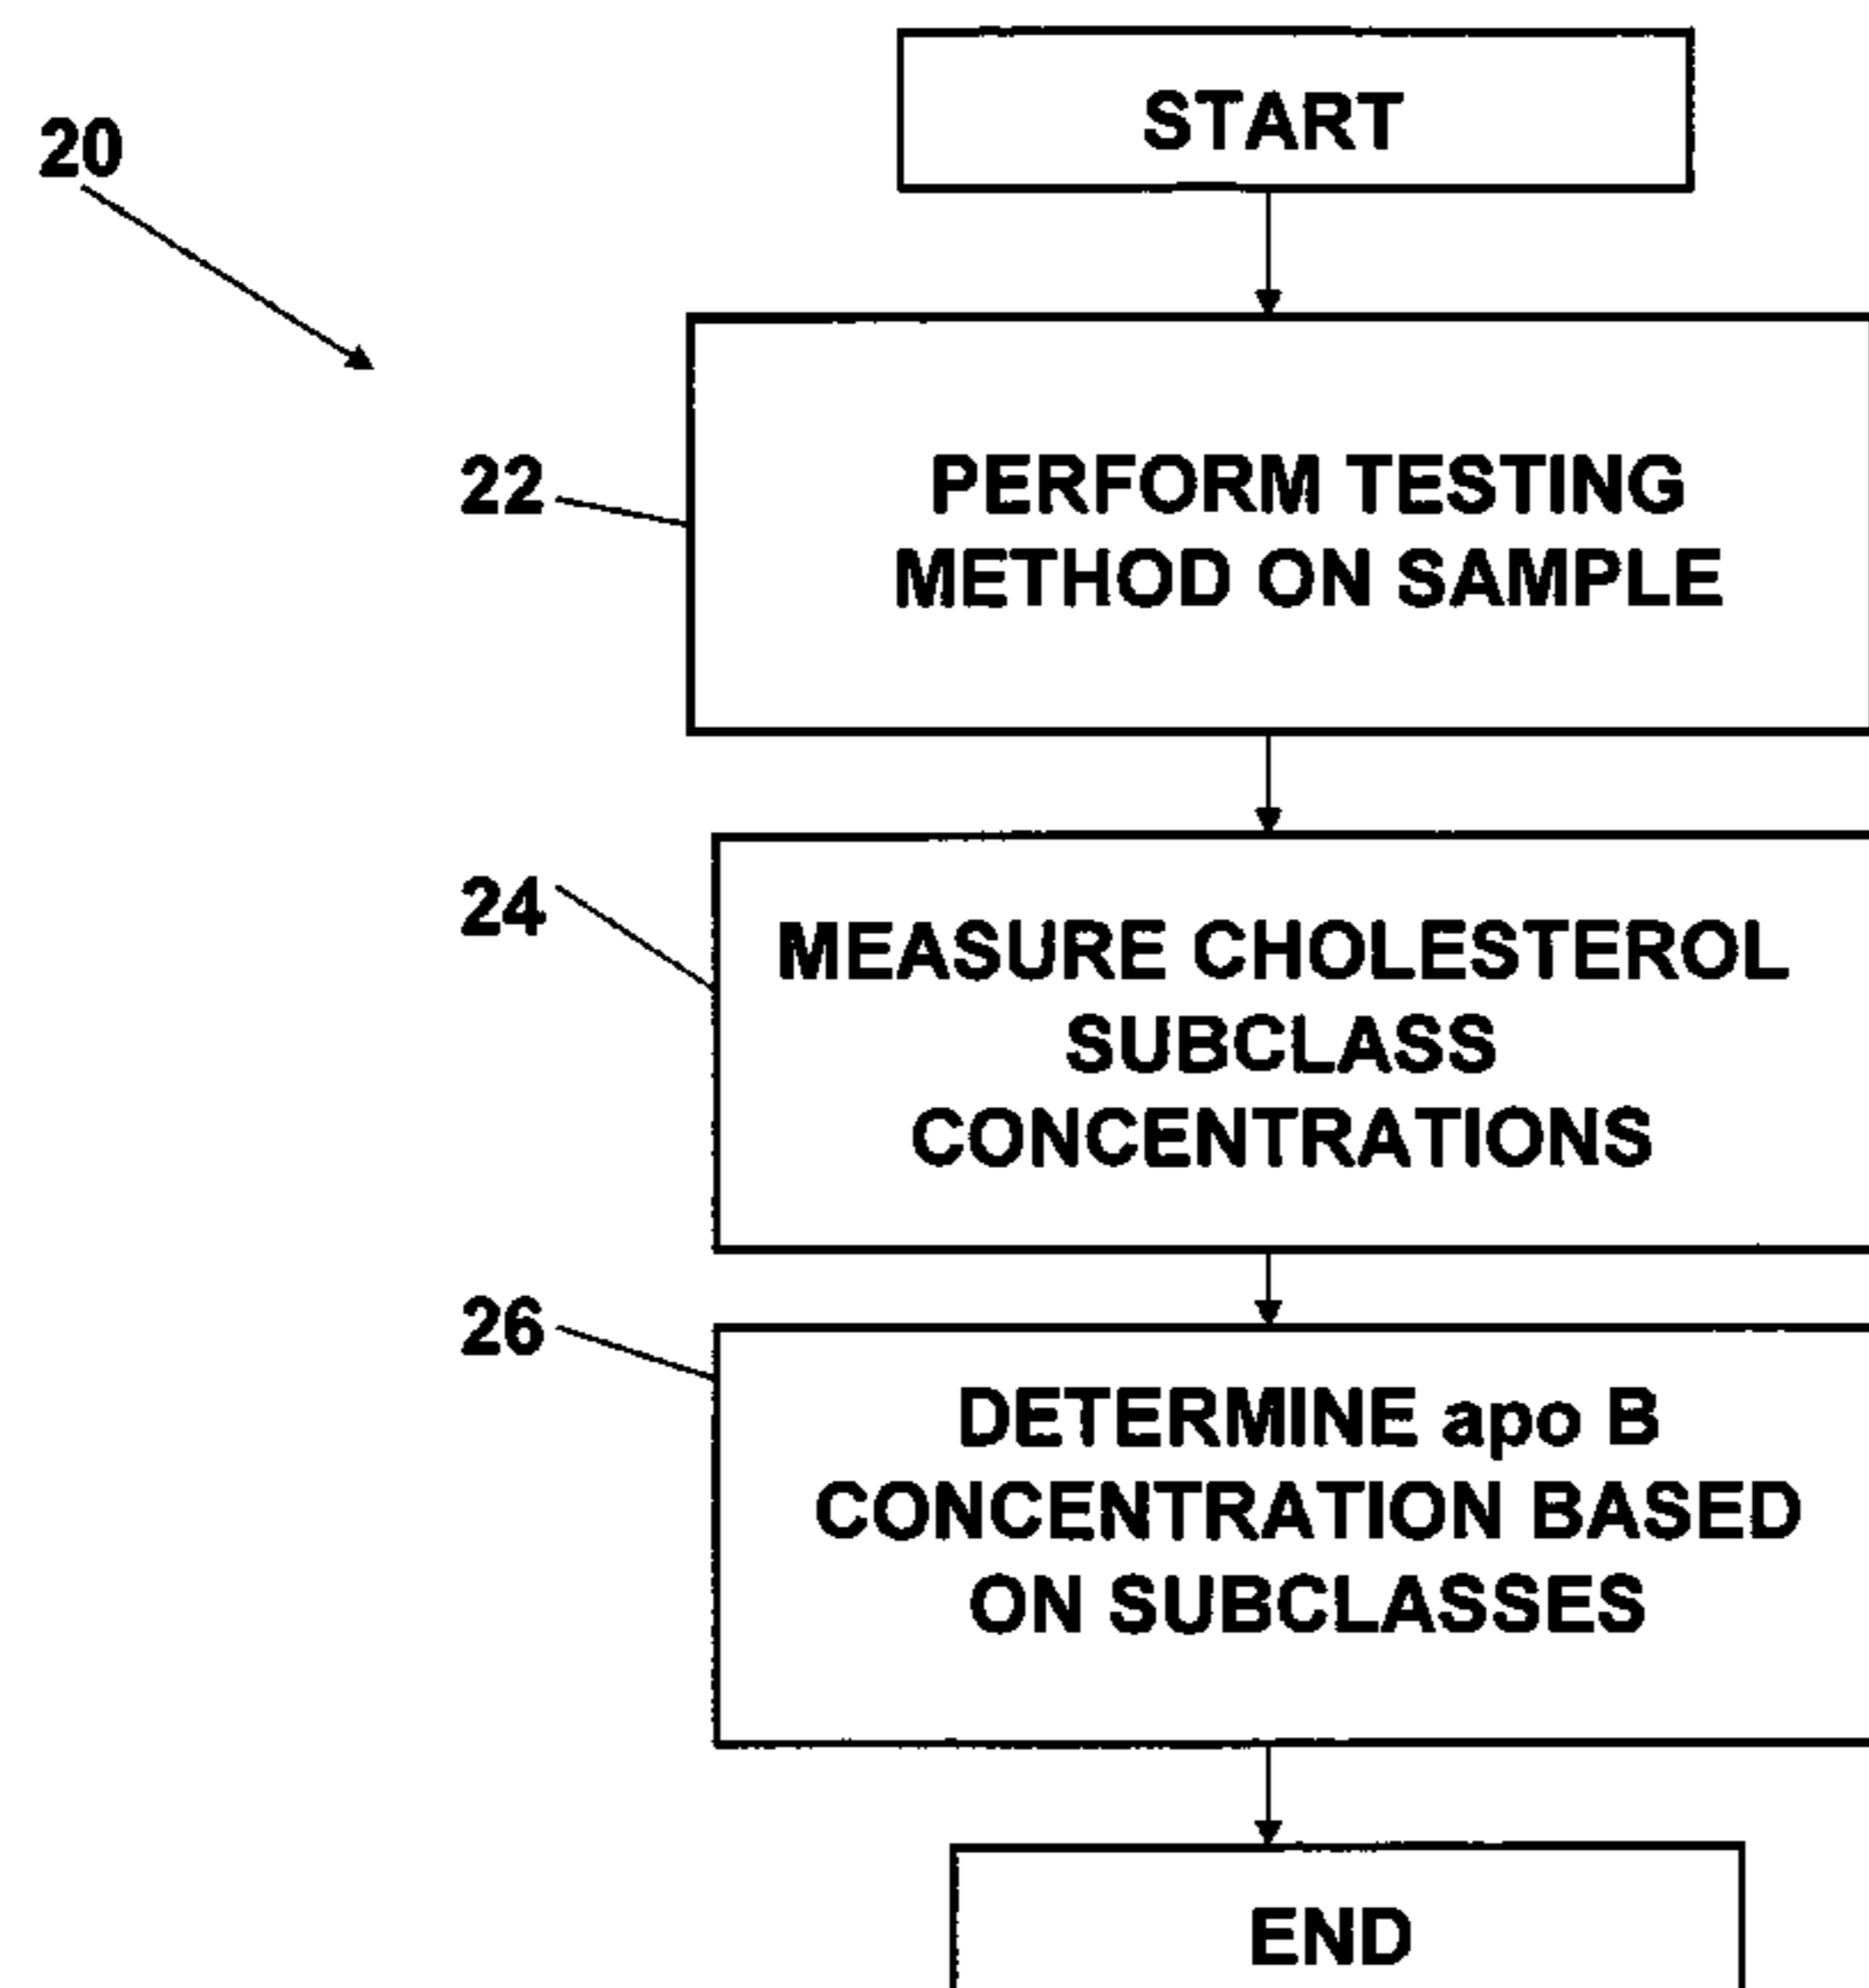 START
20
22
PERFORM TESTING
METHOD ON SAMPLE
24
MEASURE CHOLESTEROL
SUBCLASS
CONCENTRATIONS
26
DETERMINE apo B
CONCENTRATION BASED
ON SUBCLASSES
END